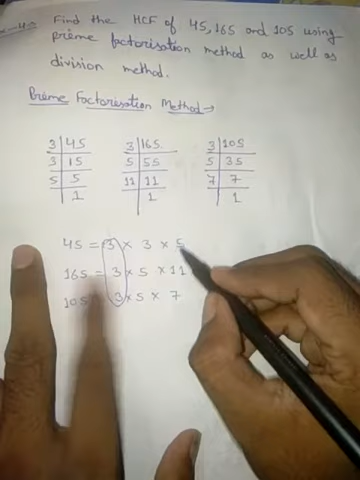 Find the HCF of 45, 165 and 105 using
prime factorisation method as well as
division method.
Prime Factorisation Method→
3 | 45
3 | 15
5 | 5
1
3 | 165
5 | 55
11 | 11
1
3 | 105
5 | 35
7 | 7
1
45 = 3 × 3 × 5
165 = 3 × 5 × 11
105 3 × 5 × 7